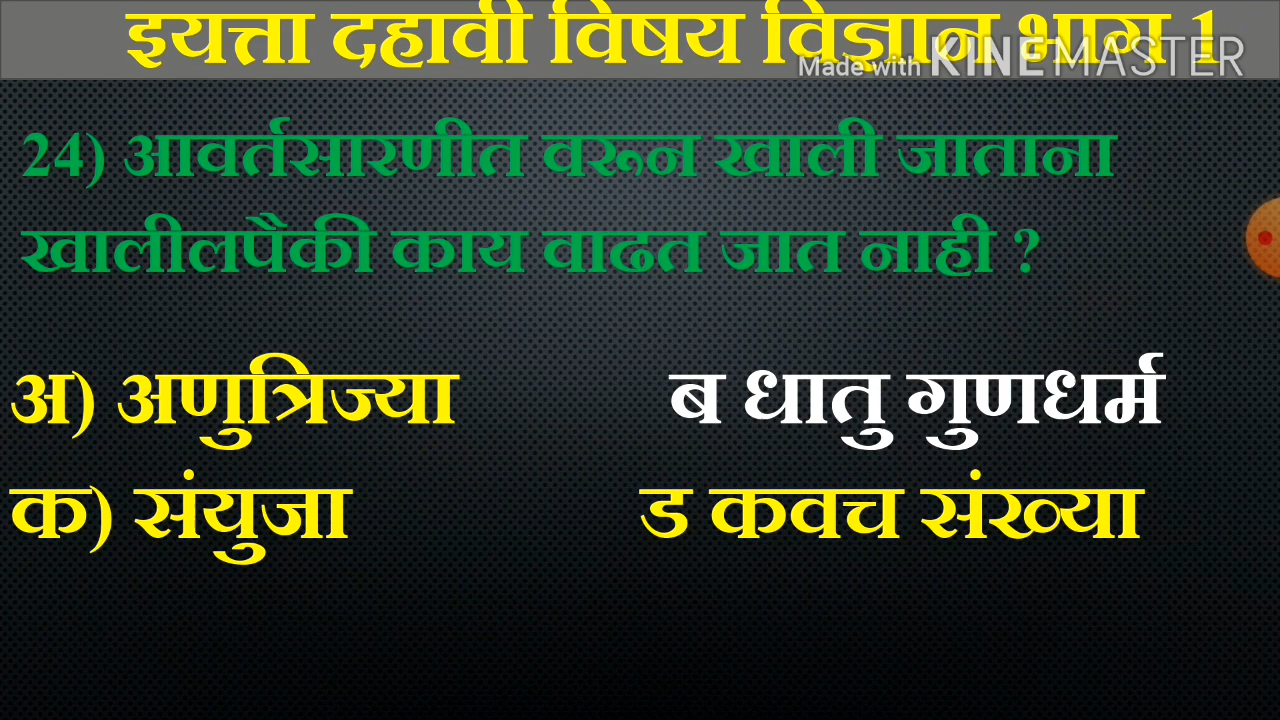 इयत्ता दहावी विषय विज्ञान भाग 1
Made with KINEMASTER
24) आवर्तसारणीत वरून खाली जाताना
खालीलपैकी काय वाढत जात नाही ?
अ) अणुत्रिज्या ब धातु गुणधर्म
क) संयुजा ड कवच संख्या